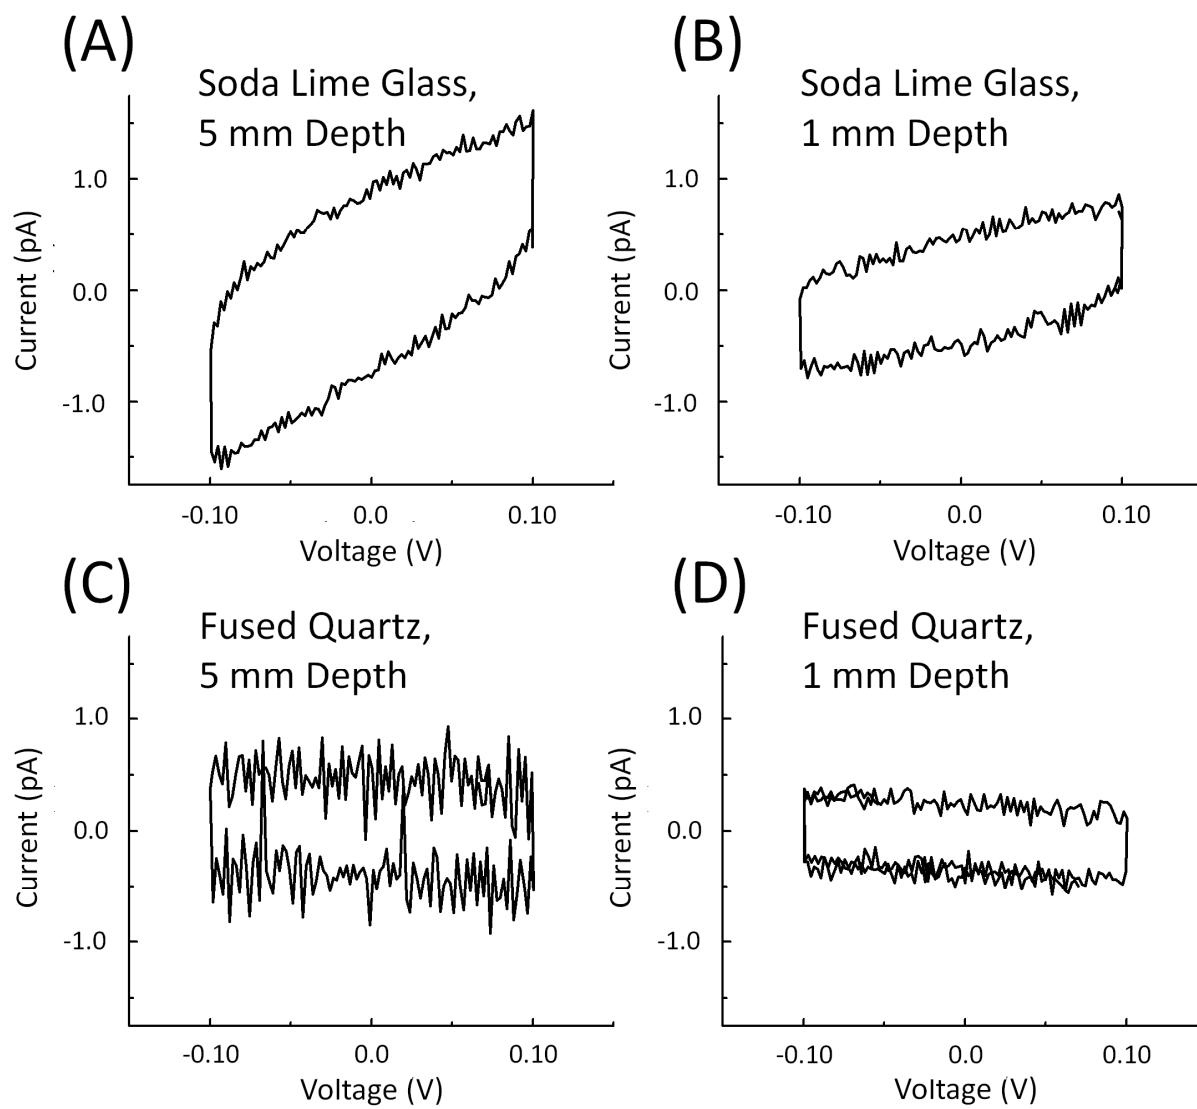 (A)
Soda Lime Glass,
5 mm Depth
Current (pA)
1.0
0.0
-1.0
-0.10
0.0
0.10
Voltage (V)
(B)
Soda Lime Glass,
1 mm Depth
Current (pA)
1.0
0.0
-1.0
-0.10
0.0
0.10
Voltage (V)
(C)
Fused Quartz,
5 mm Depth
Current (pA)
1.0
0.0
-1.0
-0.10
0.0
0.10
Voltage (V)
(D)
Fused Quartz,
1 mm Depth
Current (pA)
1.0
0.0
-1.0
-0.10
0.0
0.10
Voltage (V)